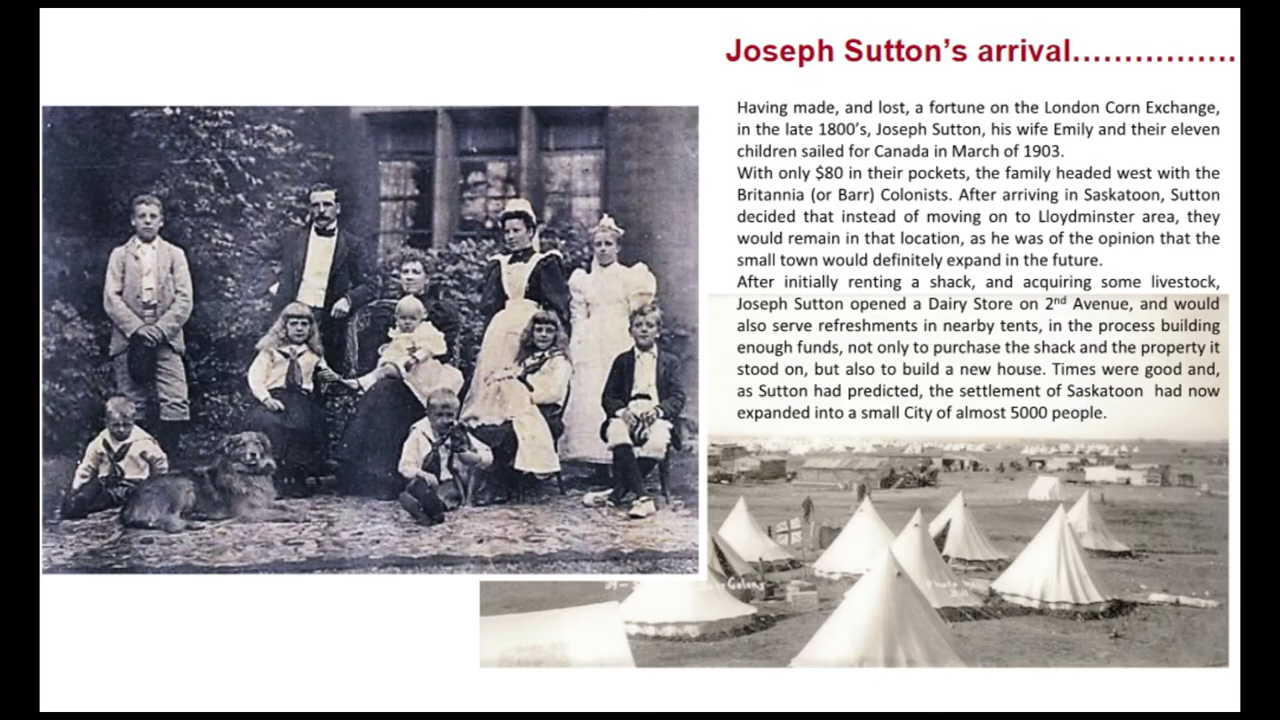 Joseph Sutton's arrival................
Having made, and lost, a fortune on the London Corn Exchange,
in the late 1800's, Joseph Sutton, his wife Emily and their eleven
children sailed for Canada in March of 1903.
With only $80 in their pockets, the family headed west with the
Britannia (or Barr) Colonists. After arriving in Saskatoon, Sutton
decided that instead of moving on to Lloydminster area, they
would remain in that location, as he was of the opinion that the
small town would definitely expand in the future.
After initially renting a shack, and acquiring some livestock,
Joseph Sutton opened a Dairy Store on 2nd Avenue, and would
also serve refreshments in nearby tents, in the process building
enough funds, not only to purchase the shack and the property it
stood on, but also to build a new house. Times were good and,
as Sutton had predicted, the settlement of Saskatoon had now
expanded into a small City of almost 5000 people.
Colony
Photo by